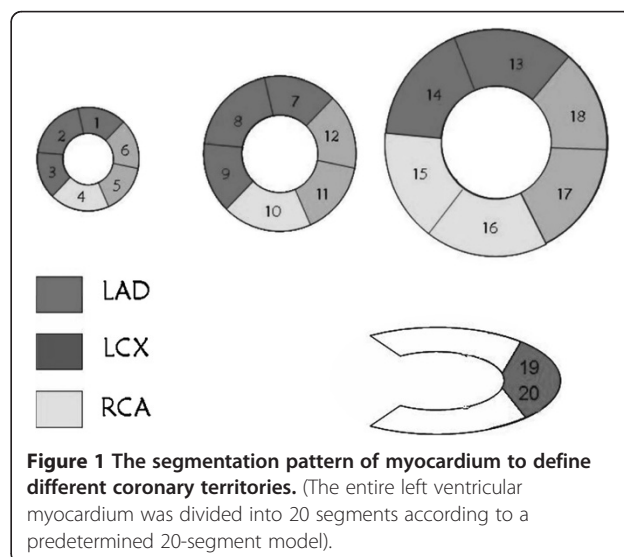 1
2
6
3
5
4
7
8
12
9
11
10
13
14
18
15
17
16
LAD
LCX
RCA
19
20
Figure 1 The segmentation pattern of myocardium to define
different coronary territories. (The entire left ventricular
myocardium was divided into 20 segments according to a
predetermined 20-segment model).